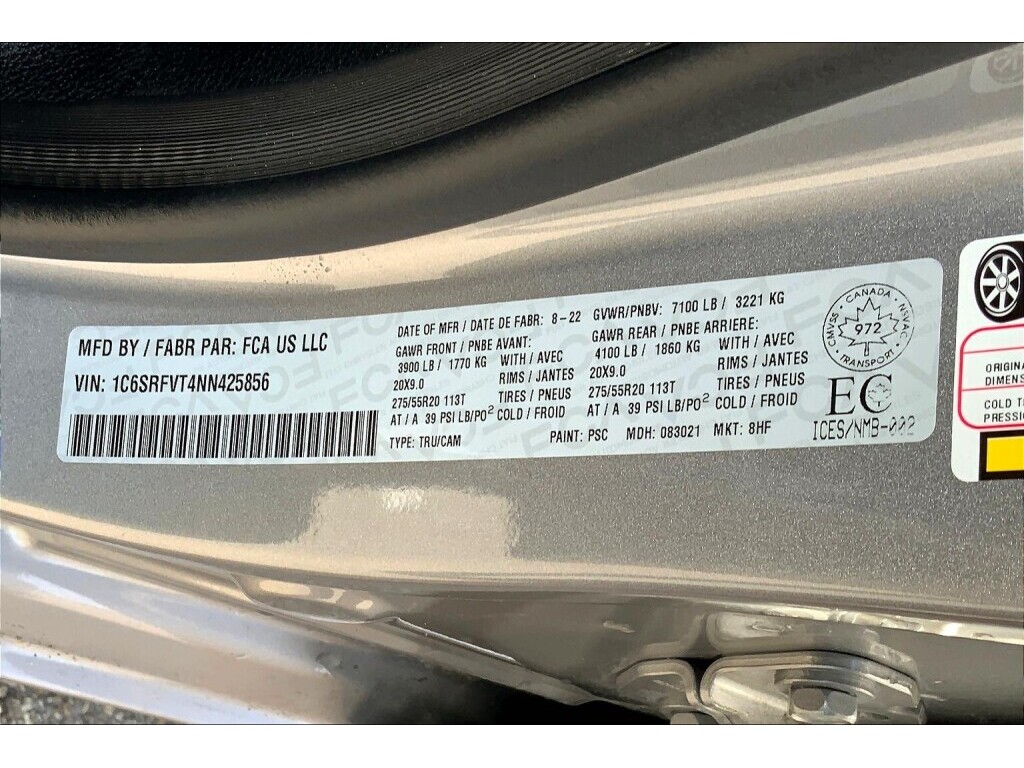 MFD BY / FABR PAR: FCA US LLC
VIN: 1C6SRFVT4NN425856
DATE OF MFR / DATE DE FABR: 8-22
GVWR/PNBV: 7100 LB / 3221 KG
GAWR FRONT / PNBE AVANT:
3900 LB / 1770 KG WITH / AVEC
20X9.0 RIMS / JANTES
275/55R20 113T TIRES / PNEUS
AT / A 39 PSI LB/PO² COLD / FROID
GAWR REAR / PNBE ARRIERE:
4100 LB / 1860 KG WITH / AVEC
20X9.0 RIMS / JANTES
275/55R20 113T TIRES / PNEUS
AT / A 39 PSI LB/PO² COLD / FROID
TYPE: TRU/CAM PAINT: PSC MDH: 083021 MKT: 8HF
CANADA
CMVSS 972 NSVAC
TRANSPORT
EC
ICES/NMB-002
ORIGINA
DIMENS
COLD T
PRESSI